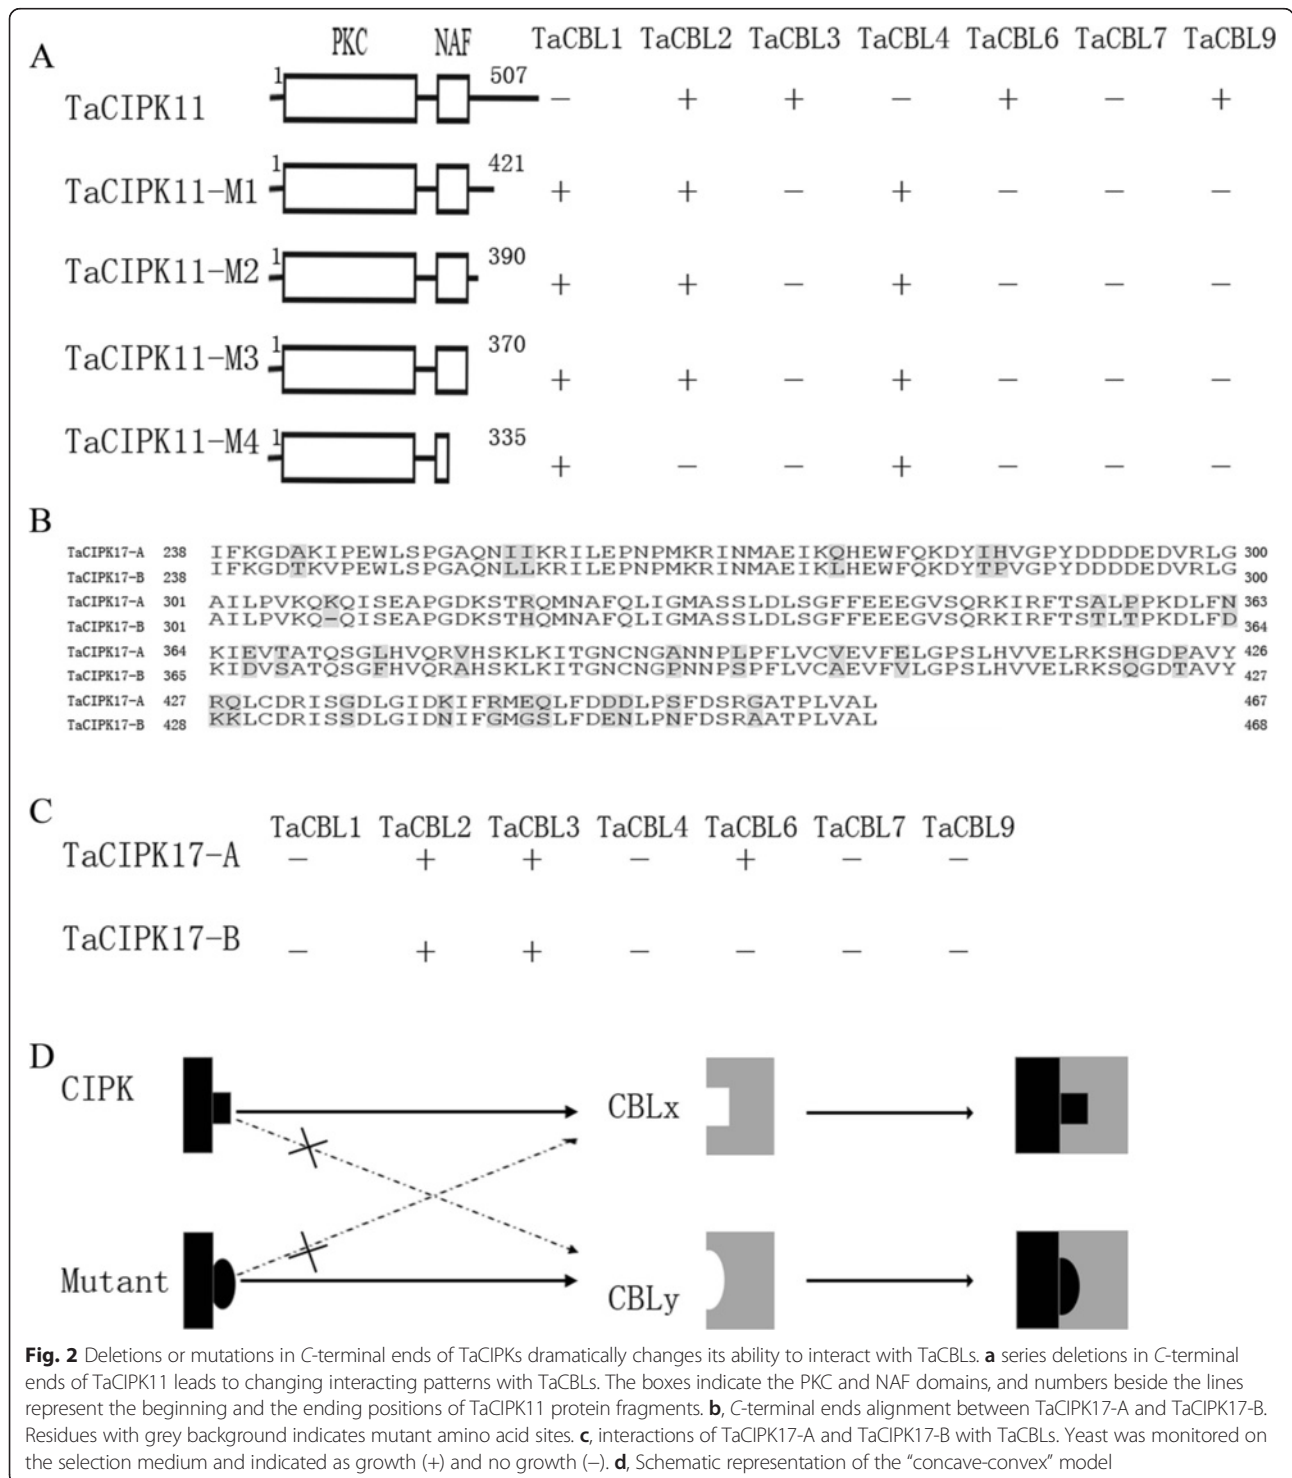 A PKC NAF TaCBL1 TaCBL2 TaCBL3 TaCBL4 TaCBL6 TaCBL7 TaCBL9
TaCIPK11 1 507 − + + − + − +
TaCIPK11-M1 1 421 + + − + − − −
TaCIPK11-M2 1 390 + + − + − − −
TaCIPK11-M3 1 370 + + − + − − −
TaCIPK11-M4 1 335 + − − + − − −
B
TaCIPK17-A 238 IFKGDAKIPEWLSPGAQNIIKRILEPNPMKRINMAEIKQHEWFQKDYIHVGPYDDDDEDVRLG 300
TaCIPK17-B 238 IFKGDTKVPEWLSPGAQNLLKRILEPNPMKRINMAEIKLHEWFQKDYTPVGPYDDDDEDVRLG 300
TaCIPK17-A 301 AILPVKQKQISEAPGDKSTRQMNAFQLIGMASSLDLSGFFEEEGVSQRKIRFTSALPPKDLFN 363
TaCIPK17-B 301 AILPVKQ-QISEAPGDKSTHQMNAFQLIGMASSLDLSGFFEEEGVSQRKIRFTSTLTPKDLFD 364
TaCIPK17-A 364 KIEVTATQSGLHVQRVHSKLKITGNCNGANNPLPFLVCVEVFELGPSLHVVELRKSHGDPAVY 426
TaCIPK17-B 365 KIDVSATQSGFHVQRAHSKLKITGNCNGPNNPSPFLVCAEVFVLGPSLHVVELRKSQGDTAVY 427
TaCIPK17-A 427 RQLCDRISGDLGIDKIFRMEQLFDDDLPSFDSRGATPLVAL 467
TaCIPK17-B 428 KKLCDRISSDLGIDNIFGMGSLFDENLPNFDSRAATPLVAL 468
C
TaCBL1 TaCBL2 TaCBL3 TaCBL4 TaCBL6 TaCBL7 TaCBL9
TaCIPK17-A − + + − + − −
TaCIPK17-B − + + − − − −
D
CIPK CBLx
Mutant CBLy
Fig. 2 Deletions or mutations in C-terminal ends of TaCIPKs dramatically changes its ability to interact with TaCBLs. a series deletions in C-terminal
ends of TaCIPK11 leads to changing interacting patterns with TaCBLs. The boxes indicate the PKC and NAF domains, and numbers beside the lines
represent the beginning and the ending positions of TaCIPK11 protein fragments. b, C-terminal ends alignment between TaCIPK17-A and TaCIPK17-B.
Residues with grey background indicates mutant amino acid sites. c, interactions of TaCIPK17-A and TaCIPK17-B with TaCBLs. Yeast was monitored on
the selection medium and indicated as growth (+) and no growth (−). d, Schematic representation of the “concave-convex” model